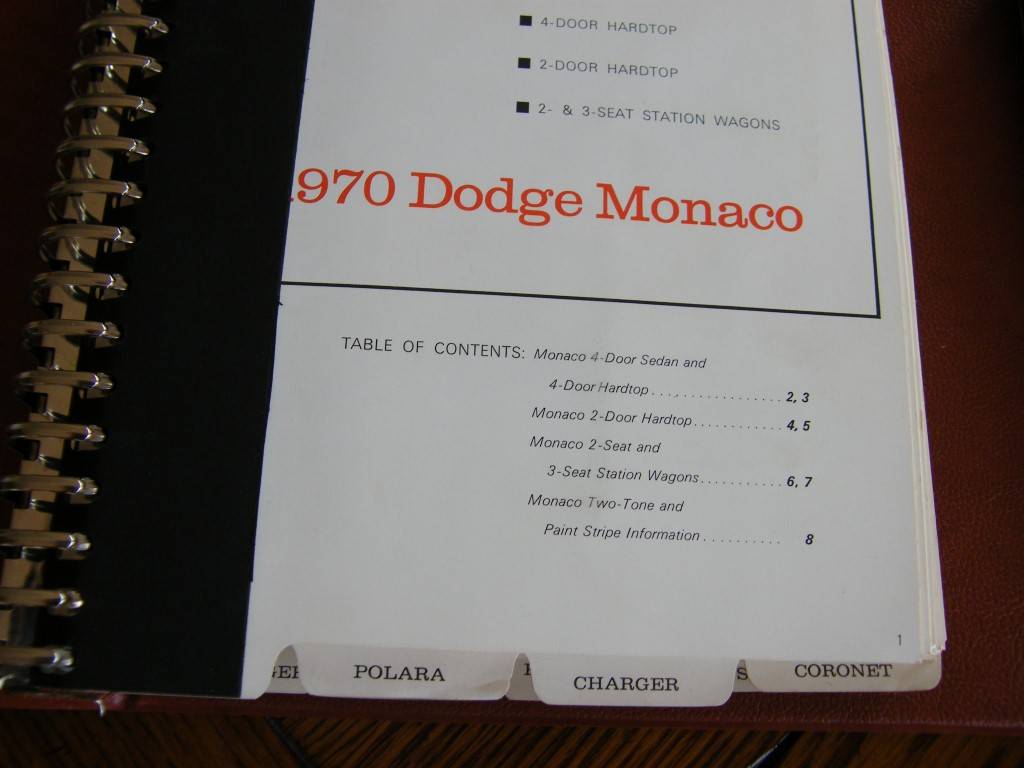 ■ 4-DOOR HARDTOP
■ 2-DOOR HARDTOP
■ 2- & 3-SEAT STATION WAGONS
1970 Dodge Monaco
TABLE OF CONTENTS: Monaco 4-Door Sedan and
4-Door Hardtop ................. 2, 3
Monaco 2-Door Hardtop ............ 4, 5
Monaco 2-Seat and
3-Seat Station Wagons ........... 6, 7
Monaco Two-Tone and
Paint Stripe Information .......... 8
1
POLARA
CHARGER
CORONET